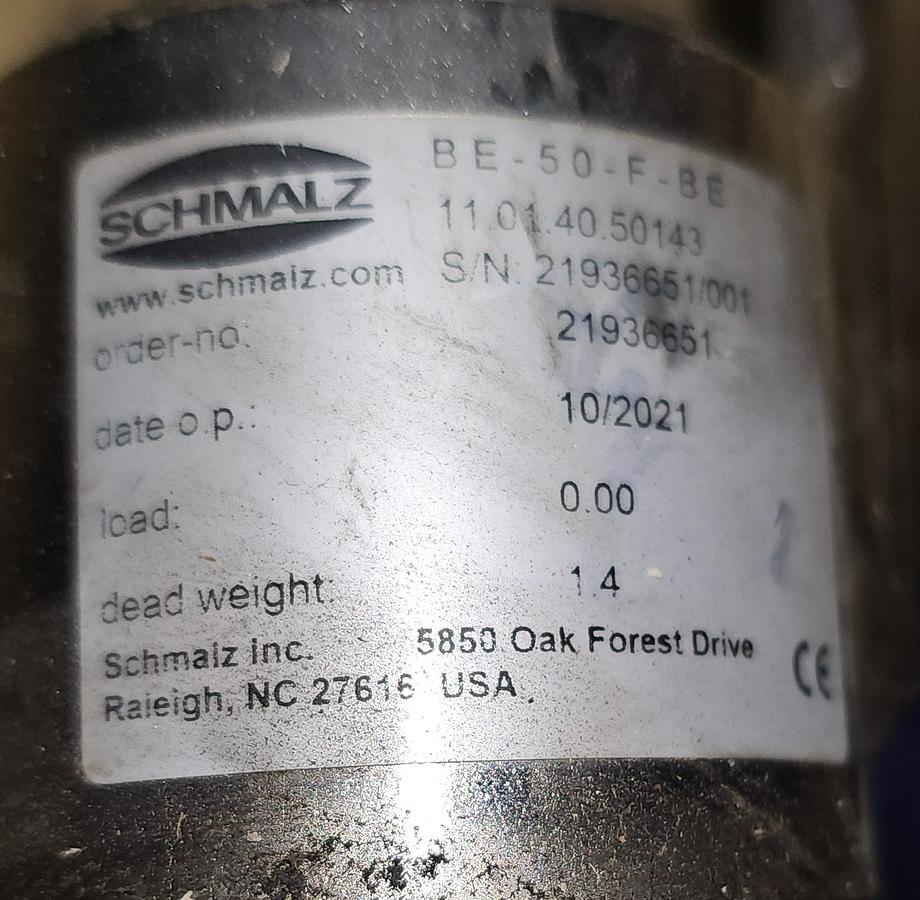 SCHMALZ
www.schmalz.com
BE-50-F-BE
11.01.40.50143
S/N: 21936651/001
order-no: 21936651
date o.p.: 10/2021
load: 0.00
dead weight: 1.4
Schmalz Inc. 5850 Oak Forest Drive
Raleigh, NC 27616 USA
CE